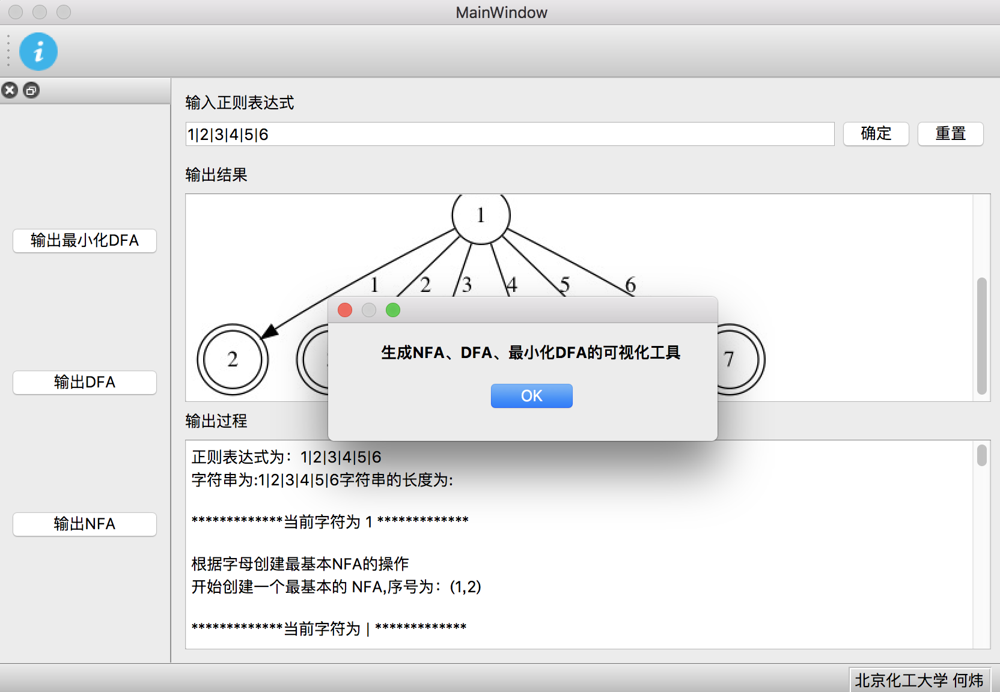 MainWindow
输入正则表达式
1|2|3|4|5|6
确定
重置
输出结果
1
1
2
3
4
5
6
2
7
生成NFA、DFA、最小化DFA的可视化工具
OK
输出最小化DFA
输出DFA
输出NFA
输出过程
正则表达式为：1|2|3|4|5|6
字符串为:1|2|3|4|5|6字符串的长度为:
*************当前字符为 1 *************
根据字母创建最基本NFA的操作
开始创建一个最基本的 NFA,序号为：(1,2)
*************当前字符为 | *************
北京化工大学 何炜